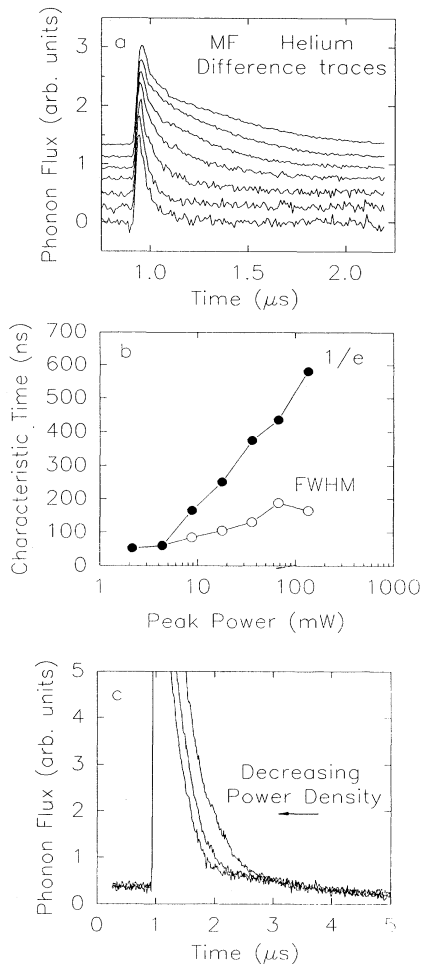 a
MF Helium
Difference traces
Phonon Flux (arb. units)
3
2
1
0
1.0 1.5 2.0
Time (μs)
b
1/e
FWHM
Characteristic Time (ns)
700
600
500
400
300
200
100
0
1 10 100 1000
Peak Power (mW)
c
Decreasing
Power Density
Phonon Flux (arb. units)
5
4
3
2
1
0
0 1 2 3 4 5
Time (μs)